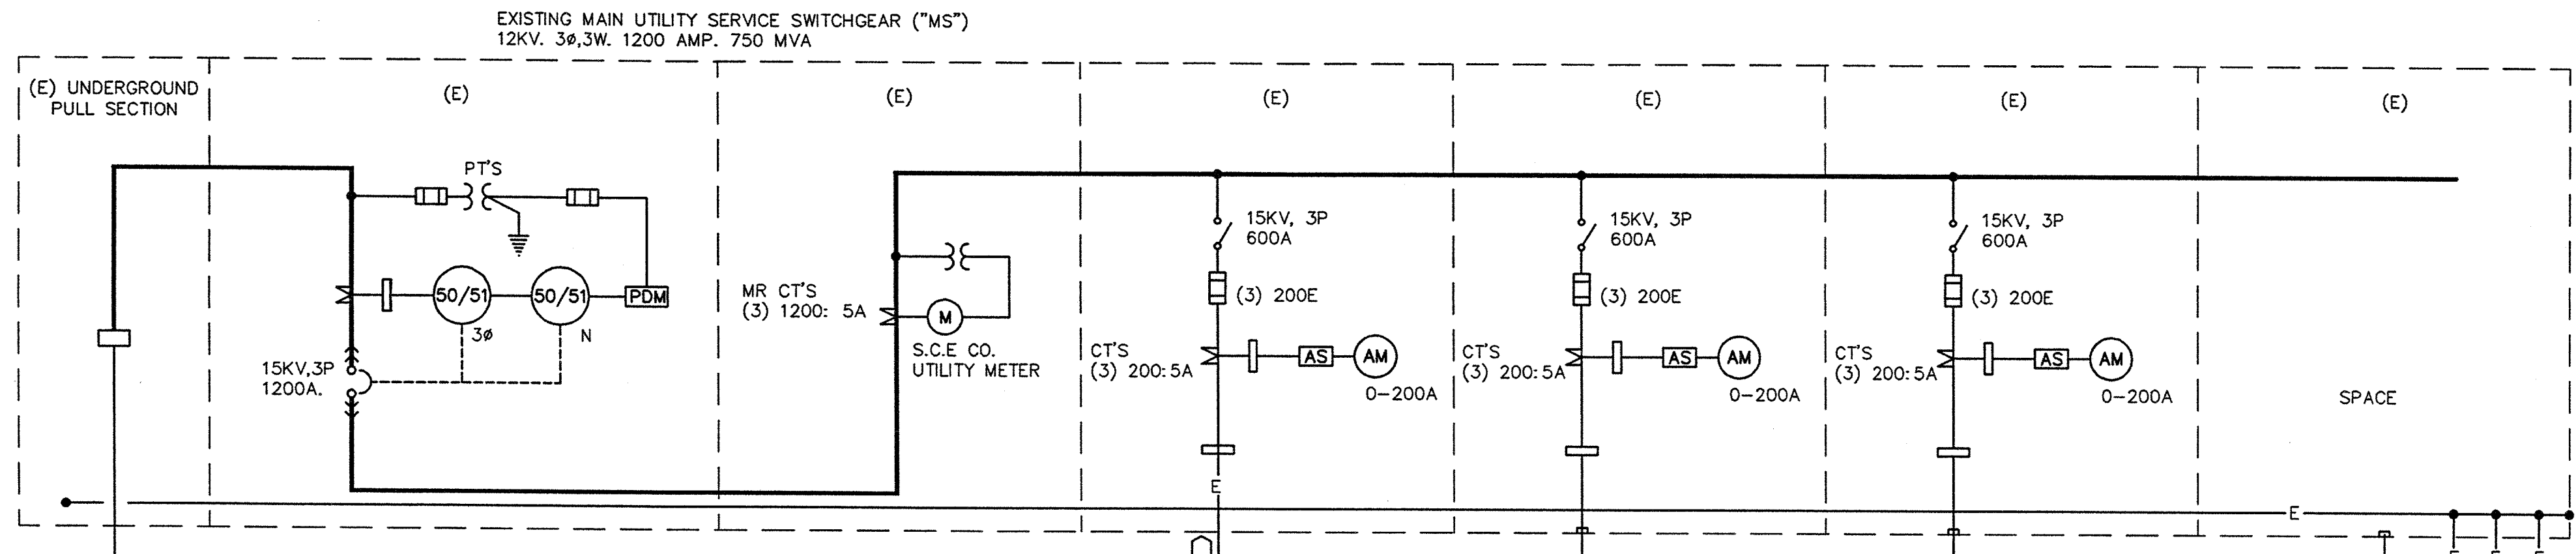 EXISTING MAIN UTILITY SERVICE SWITCHGEAR ("MS")
12KV. 3ø,3W. 1200 AMP. 750 MVA
(E) UNDERGROUND
PULL SECTION
(E)
(E)
(E)
(E)
(E)
(E)
PT'S
50/51
50/51
PDM
3ø
N
15KV,3P
1200A.
MR CT'S
(3) 1200: 5A
M
S.C.E CO.
UTILITY METER
15KV, 3P
600A
(3) 200E
CT'S
(3) 200:5A
AS
AM
0-200A
E
15KV, 3P
600A
(3) 200E
CT'S
(3) 200:5A
AS
AM
0-200A
15KV, 3P
600A
(3) 200E
CT'S
(3) 200:5A
AS
AM
0-200A
SPACE
E